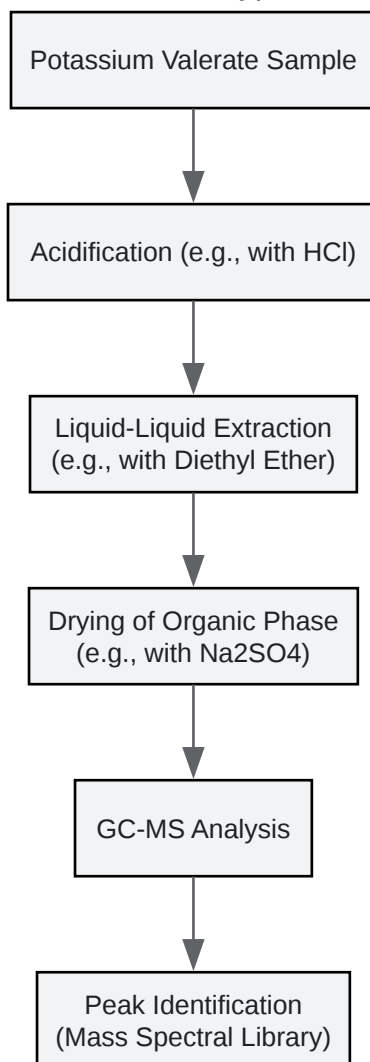 Potassium Valerate Sample
Acidification (e.g., with HCl)
Liquid-Liquid Extraction
(e.g., with Diethyl Ether)
Drying of Organic Phase
(e.g., with Na2SO4)
GC-MS Analysis
Peak Identification
(Mass Spectral Library)